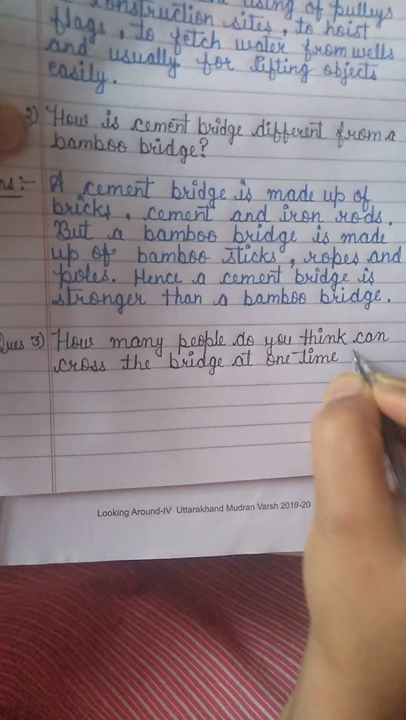 construction sites, to hoist
flags, to fetch water from wells
and usually for lifting objects
easily.
2) How is cement bridge different from a
bamboo bridge?
Ans:- A cement bridge is made up of
bricks, cement and iron rods.
But a bamboo bridge is made
up of bamboo sticks, ropes and
poles. Hence a cement bridge is
stronger than a bamboo bridge.
Ques 3) How many people do you think can
cross the bridge at one time
Looking Around-IV Uttarakhand Mudran Varsh 2019-20